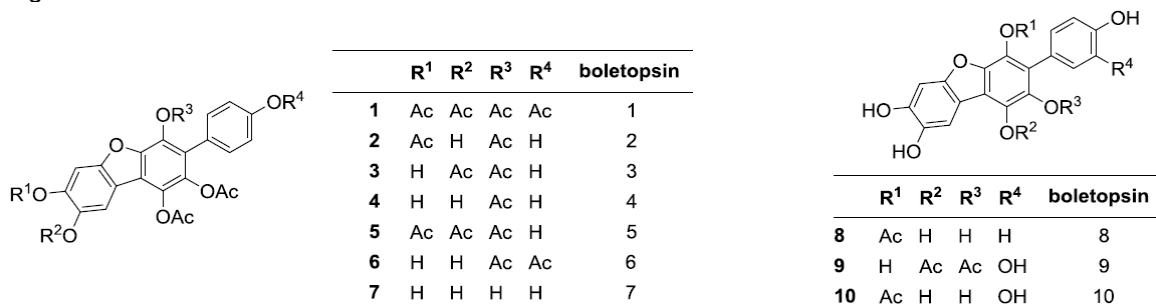 R¹ R² R³ R⁴ boletopsin
1 Ac Ac Ac Ac 1
2 Ac H Ac H 2
3 H Ac Ac H 3
4 H H Ac H 4
5 Ac Ac Ac H 5
6 H H Ac Ac 6
7 H H H H 7
OR³
OR⁴
O
R¹O
OAc
OAc
R²O
OH
OR¹
R⁴
O
HO
OR³
OR²
HO
R¹ R² R³ R⁴ boletopsin
8 Ac H H H 8
9 H Ac Ac OH 9
10 Ac H H OH 10